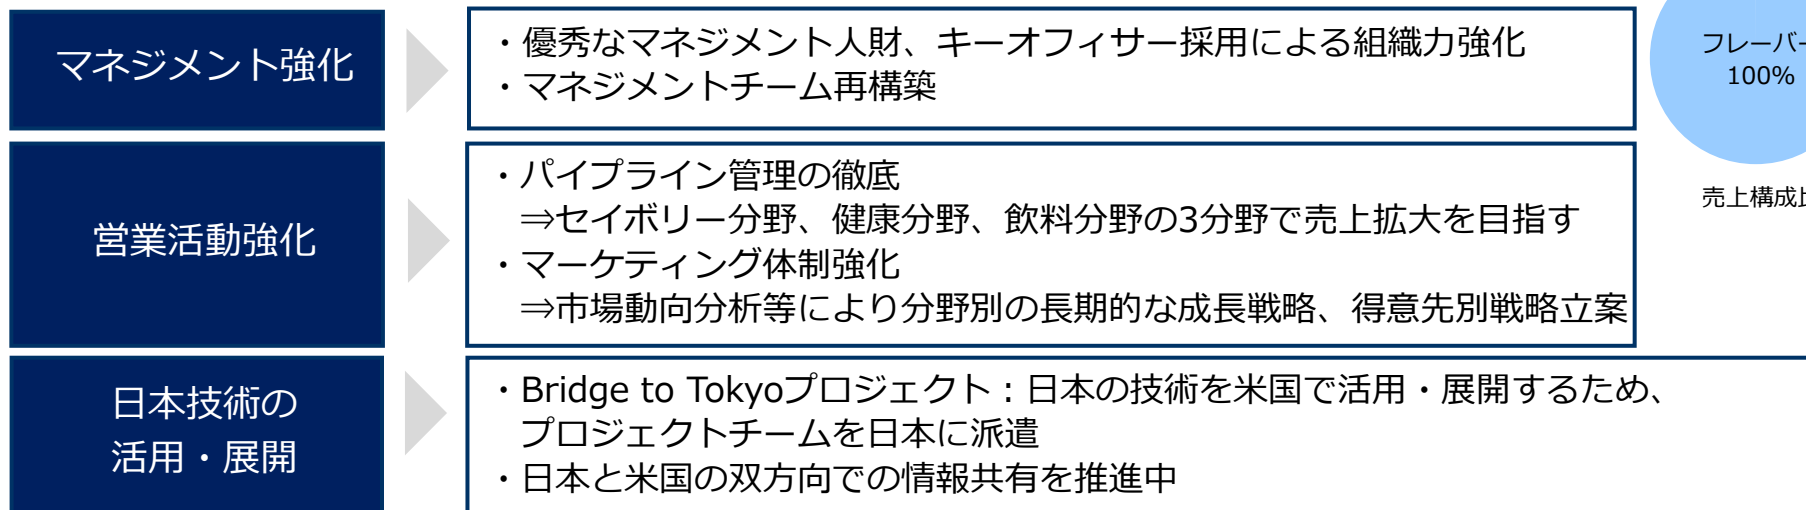 マネジメント強化
・優秀なマネジメント人財、キーオフィサー採用による組織力強化
・マネジメントチーム再構築
フレーバー
100%
売上構成比
営業活動強化
・パイプライン管理の徹底
⇒セイボリー分野、健康分野、飲料分野の3分野で売上拡大を目指す
・マーケティング体制強化
⇒市場動向分析等により分野別の長期的な成長戦略、得意先別戦略立案
日本技術の
活用・展開
・Bridge to Tokyoプロジェクト：日本の技術を米国で活用・展開するため、
プロジェクトチームを日本に派遣
・日本と米国の双方向での情報共有を推進中